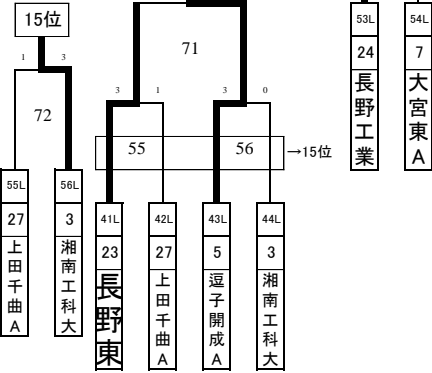 15位
71
53L
54L
24
7
長野工業
大宮東A
1
3
3
1
3
0
72
55
56
→15位
55L
56L
27
3
上田千曲A
湘南工科大
41L
42L
43L
44L
23
27
5
3
長野東
上田千曲A
逗子開成A
湘南工科大